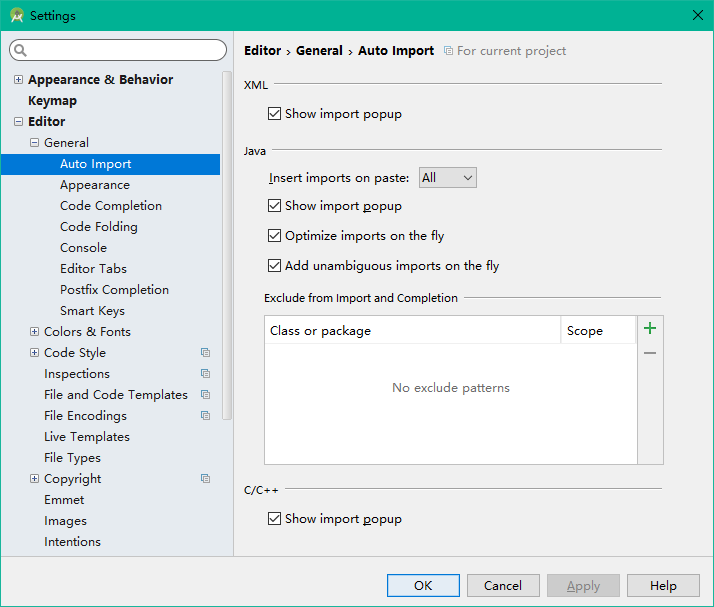 Settings
Editor › General › Auto Import For current project
Appearance & Behavior
Keymap
Editor
General
Auto Import
Appearance
Code Completion
Code Folding
Console
Editor Tabs
Postfix Completion
Smart Keys
Colors & Fonts
Code Style
Inspections
File and Code Templates
File Encodings
Live Templates
File Types
Copyright
Emmet
Images
Intentions
XML
Show import popup
Java
Insert imports on paste: All
Show import popup
Optimize imports on the fly
Add unambiguous imports on the fly
Exclude from Import and Completion
Class or package Scope
No exclude patterns
C/C++
Show import popup
OK Cancel Apply Help